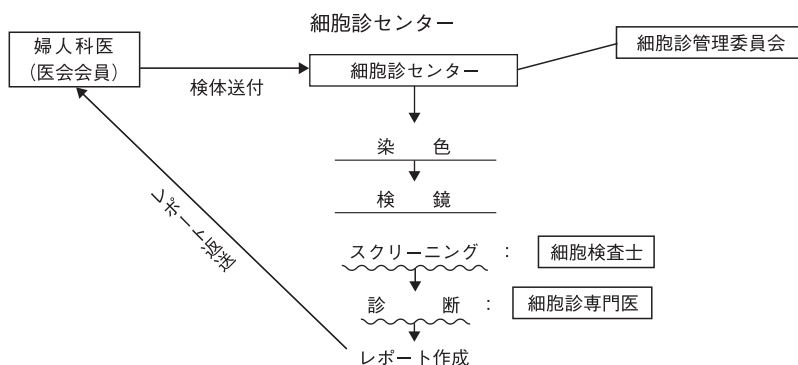 細胞診センター
婦人科医
（医会会員）
検体送付
細胞診センター
細胞診管理委員会
染　色
検　鏡
レポート返送
スクリーニング　：　細胞検査士
診　断　：　細胞診専門医
レポート作成